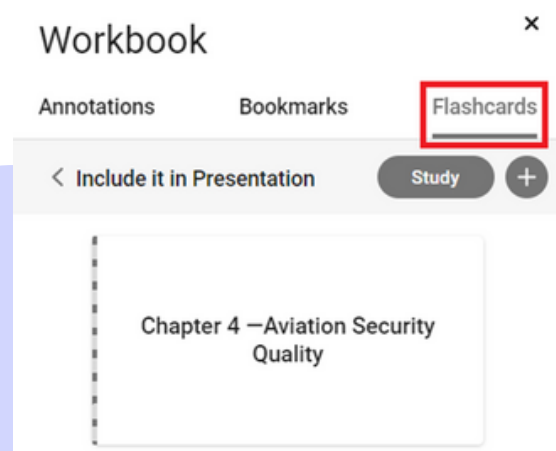 Workbook
×
Annotations Bookmarks Flashcards
< Include it in Presentation Study +
Chapter 4 —Aviation Security
Quality